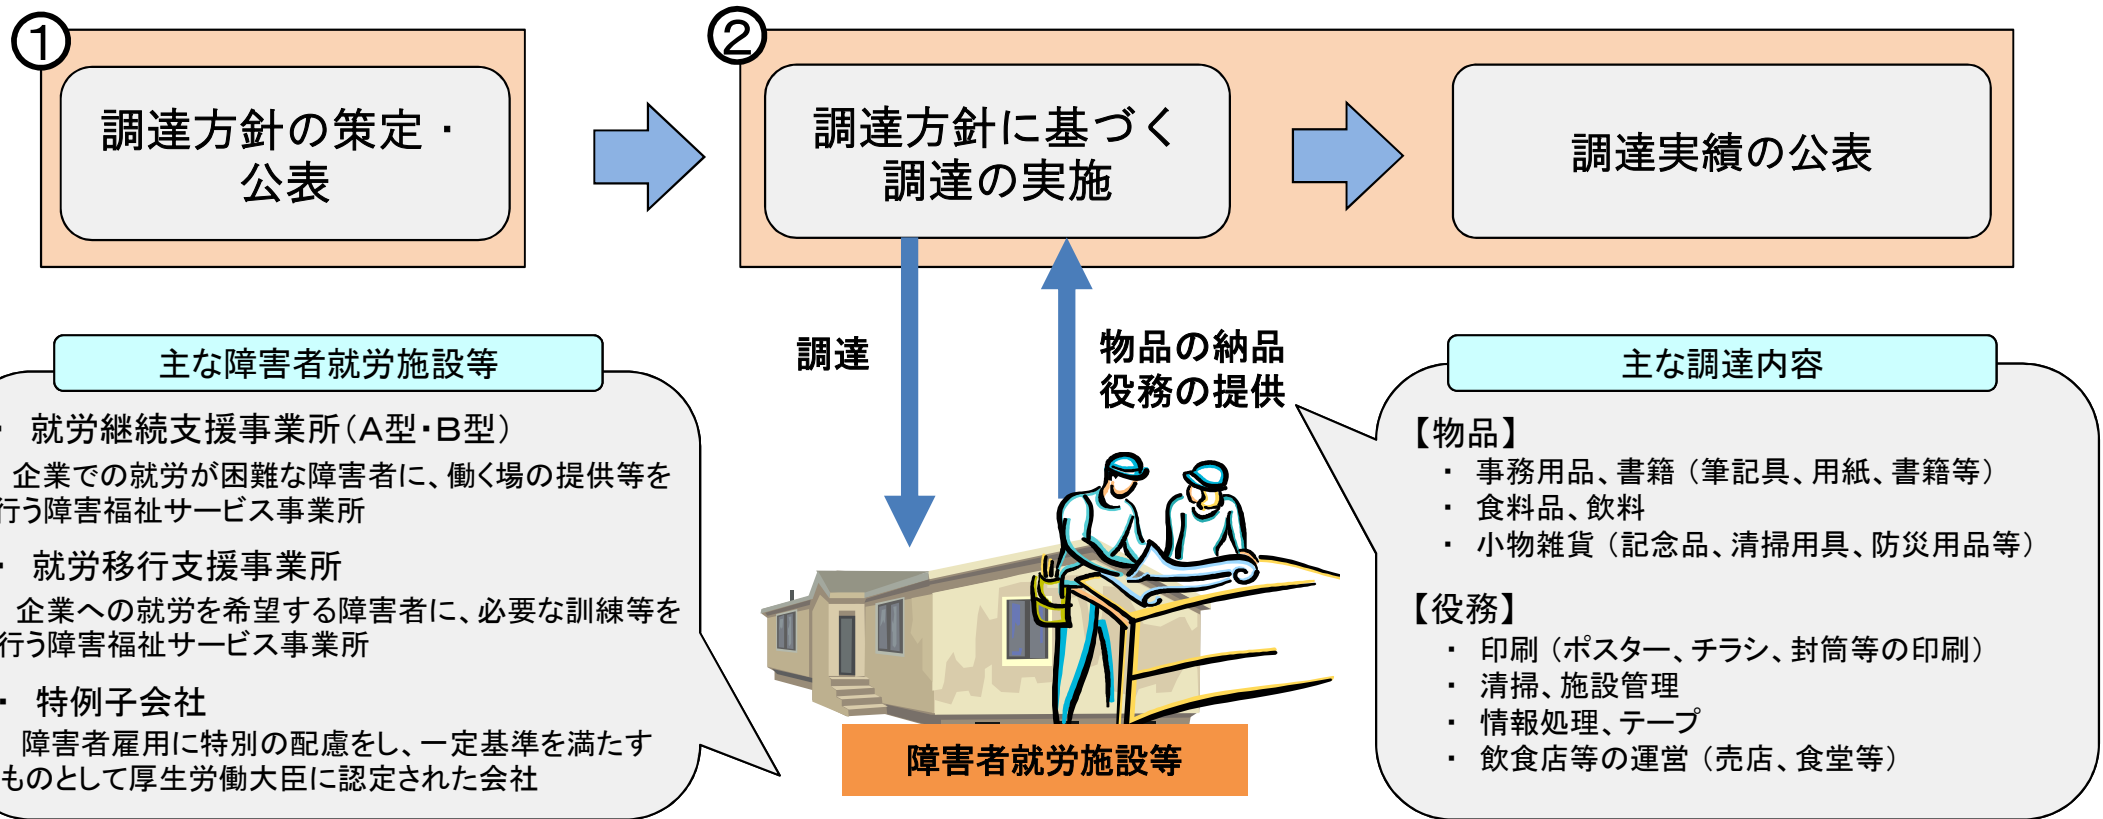 ①
調達方針の策定・
公表
②
調達方針に基づく
調達の実施
調達実績の公表
調達
物品の納品
役務の提供
主な障害者就労施設等
・ 就労継続支援事業所（A型・B型）
企業での就労が困難な障害者に、働く場の提供等を
行う障害福祉サービス事業所
・ 就労移行支援事業所
企業への就労を希望する障害者に、必要な訓練等を
行う障害福祉サービス事業所
・ 特例子会社
障害者雇用に特別の配慮をし、一定基準を満たす
ものとして厚生労働大臣に認定された会社
障害者就労施設等
主な調達内容
【物品】
・ 事務用品、書籍（筆記具、用紙、書籍等）
・ 食料品、飲料
・ 小物雑貨（記念品、清掃用具、防災用品等）
【役務】
・ 印刷（ポスター、チラシ、封筒等の印刷）
・ 清掃、施設管理
・ 情報処理、テープ
・ 飲食店等の運営（売店、食堂等）